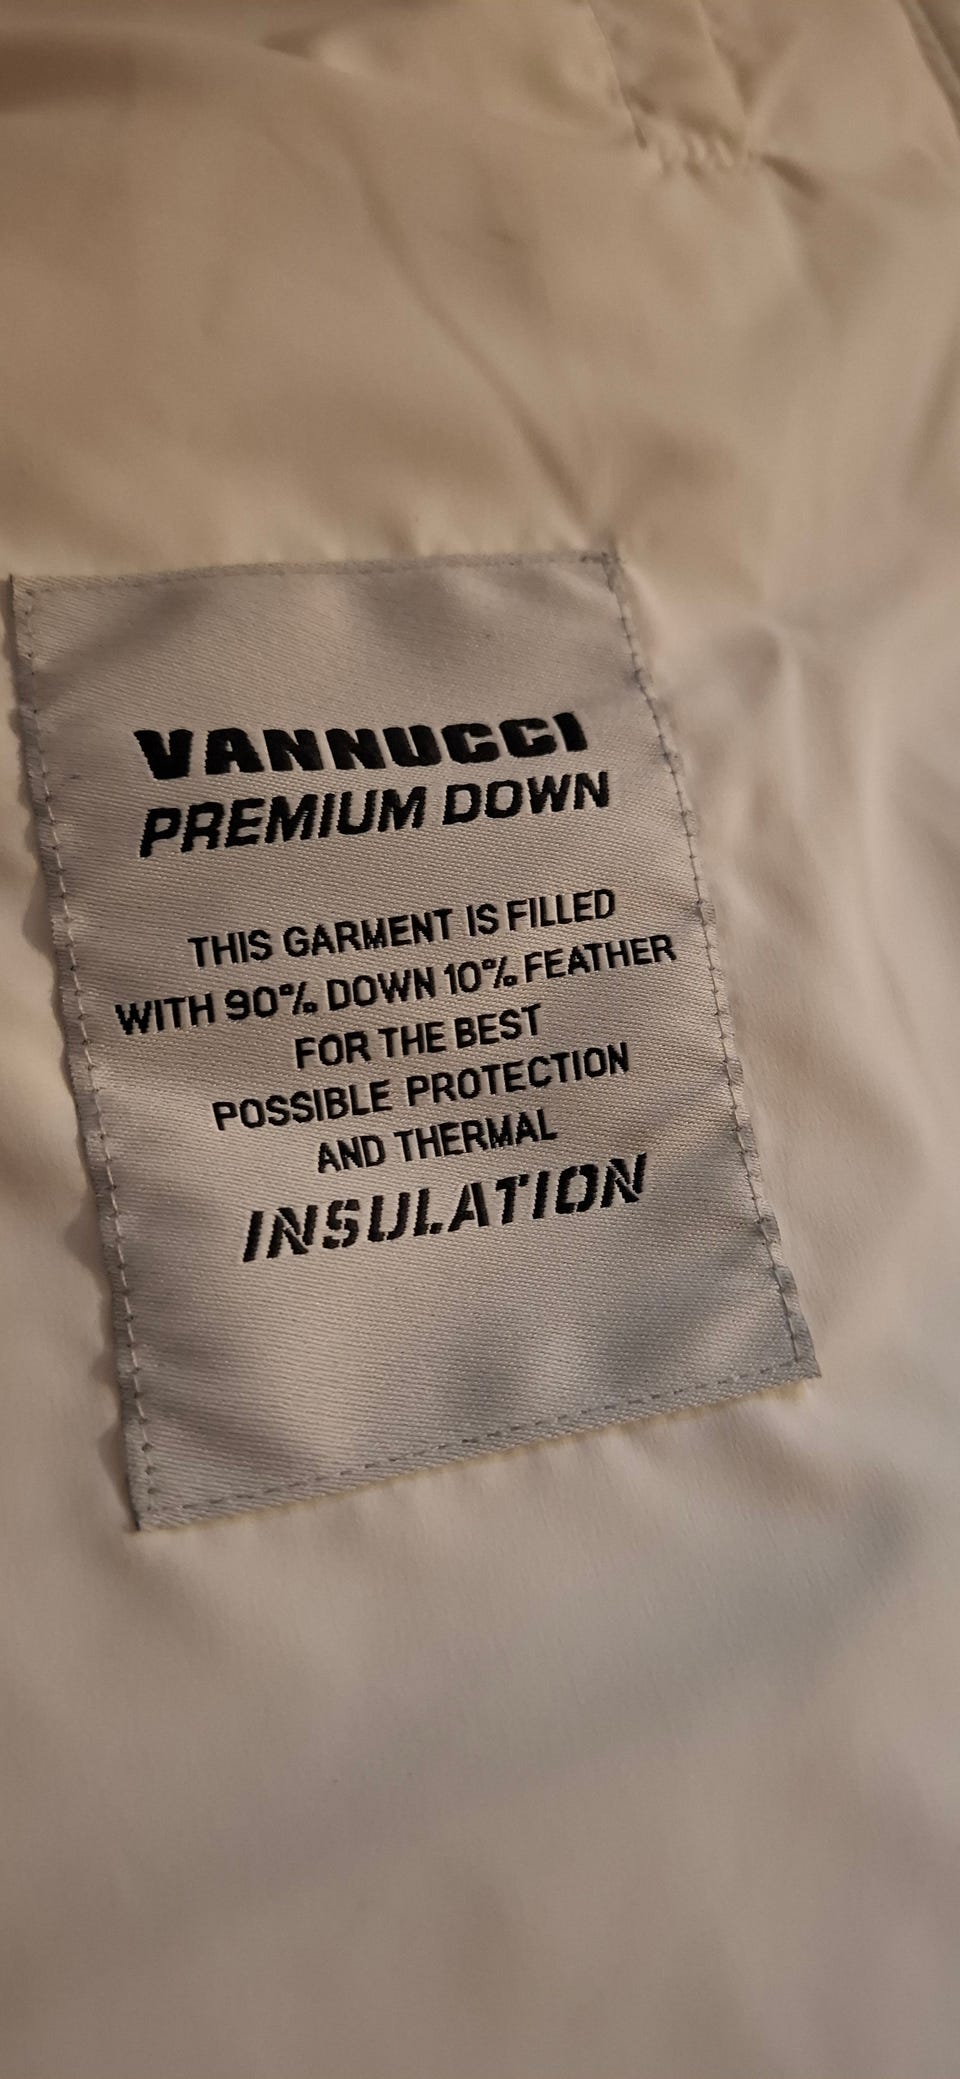 VANNUCCI
PREMIUM DOWN
THIS GARMENT IS FILLED
WITH 90% DOWN 10% FEATHER
FOR THE BEST
POSSIBLE PROTECTION
AND THERMAL
INSULATION